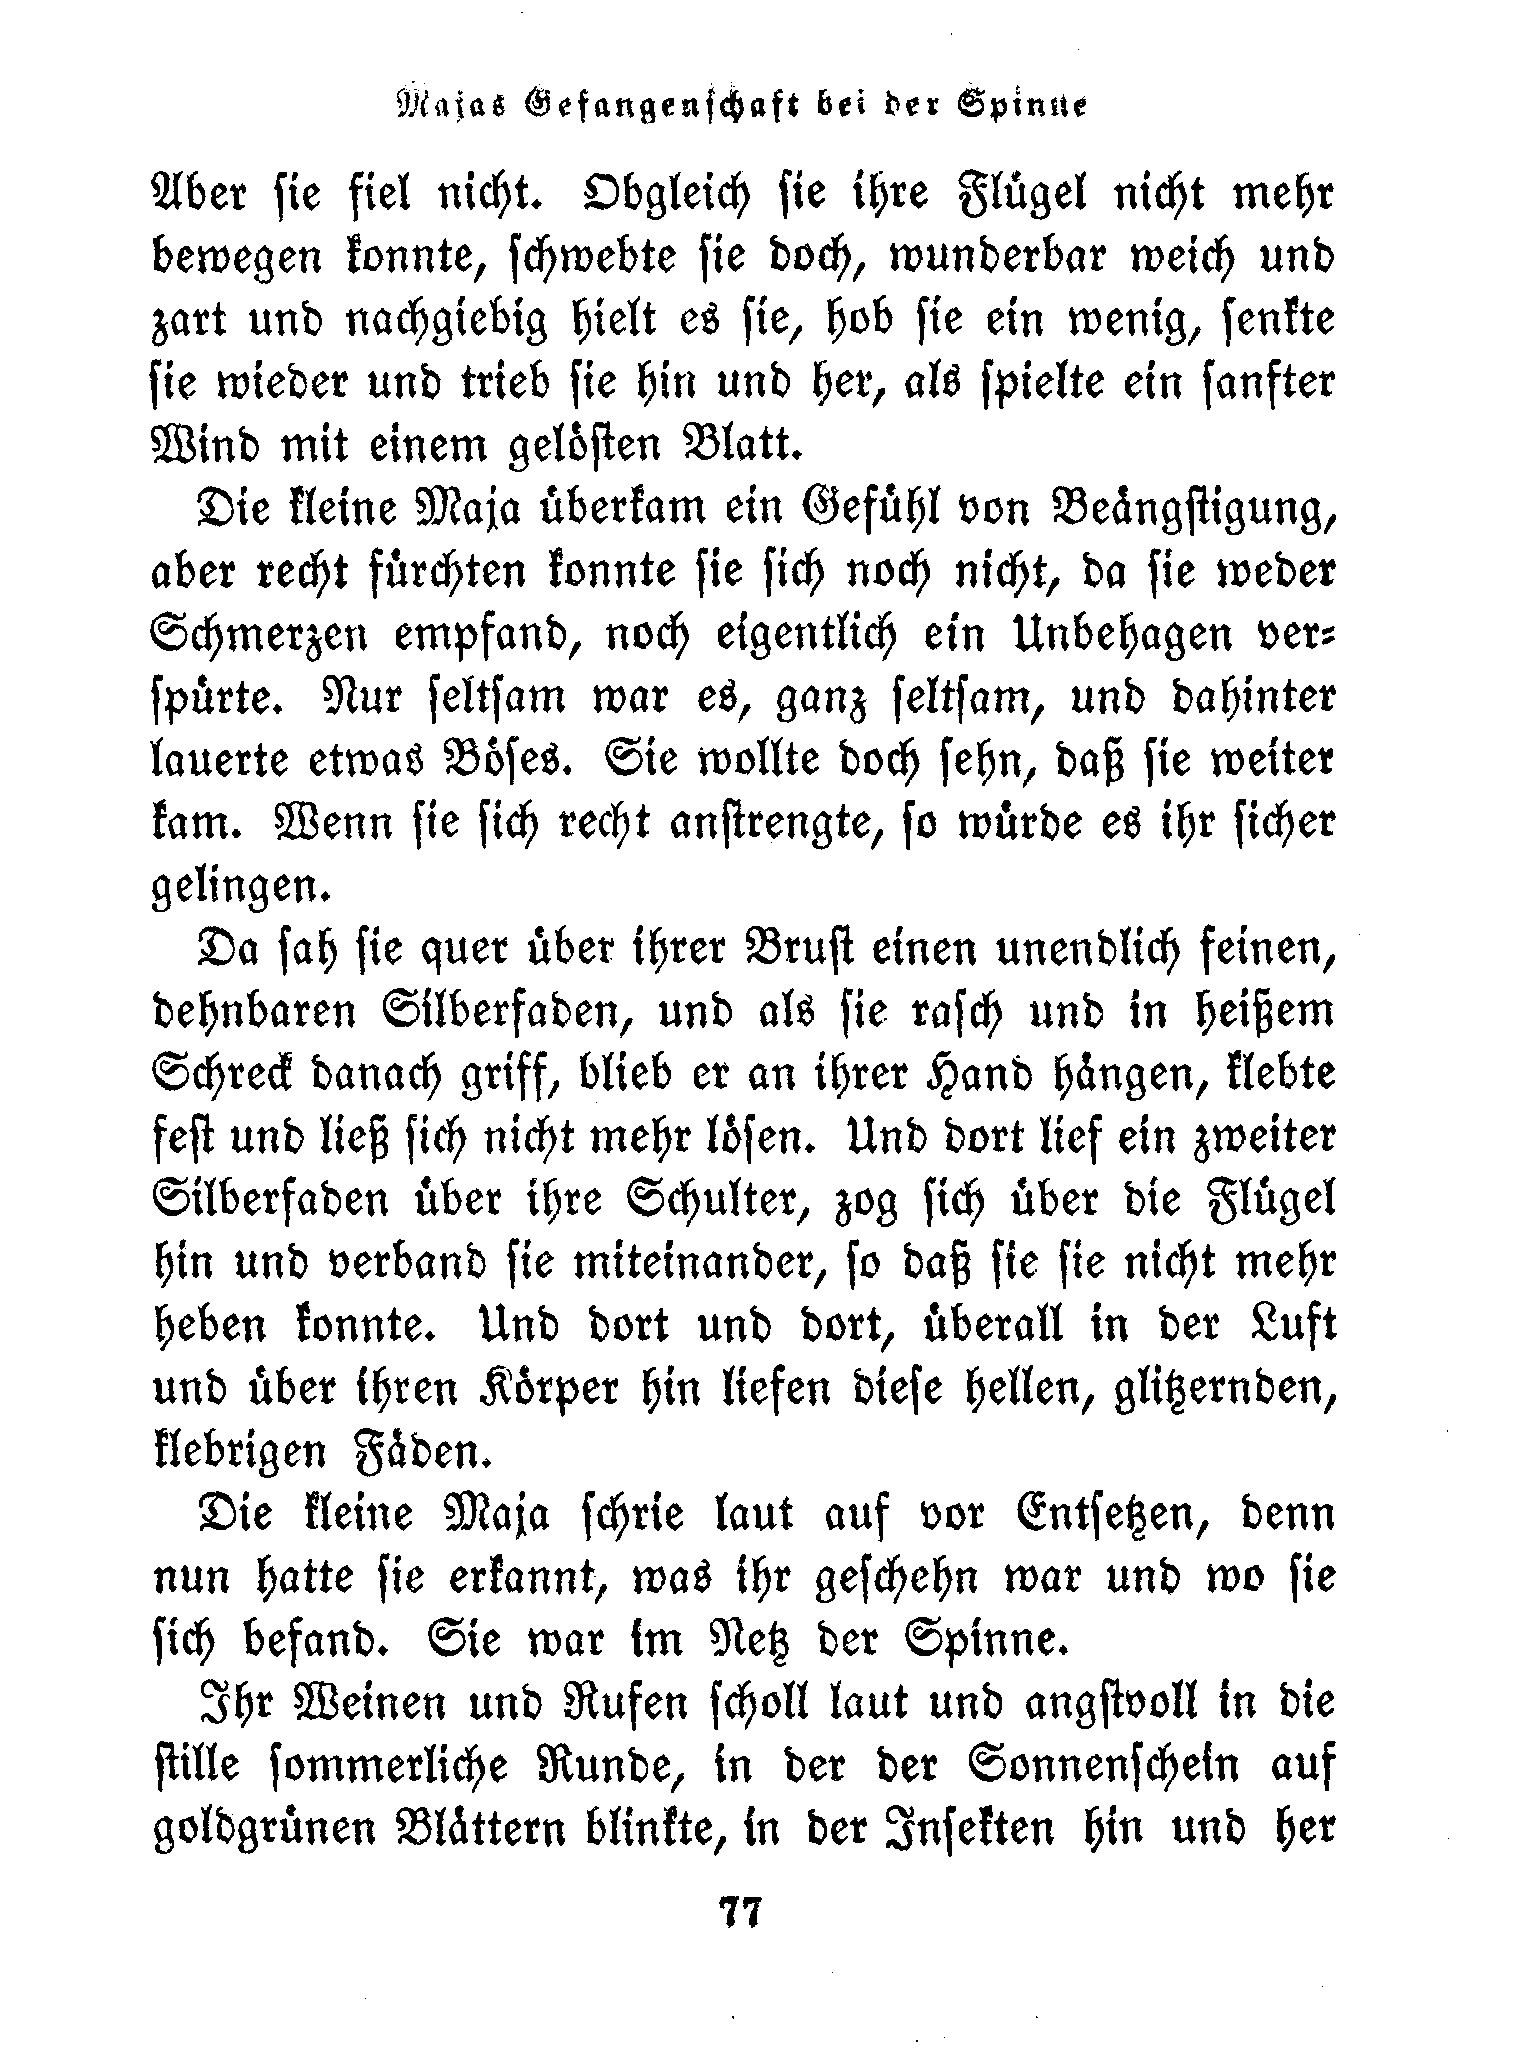 Majas Gefangenschaft bei der Spinne
Aber sie fiel nicht. Obgleich sie ihre Flügel nicht mehr
bewegen konnte, schwebte sie doch, wunderbar weich und
zart und nachgiebig hielt es sie, hob sie ein wenig, senkte
sie wieder und trieb sie hin und her, als spielte ein sanfter
Wind mit einem gelösten Blatt.
Die kleine Maja überkam ein Gefühl von Beängstigung,
aber recht fürchten konnte sie sich noch nicht, da sie weder
Schmerzen empfand, noch eigentlich ein Unbehagen ver-
spürte. Nur seltsam war es, ganz seltsam, und dahinter
lauerte etwas Böses. Sie wollte doch sehn, daß sie weiter
kam. Wenn sie sich recht anstrengte, so würde es ihr sicher
gelingen.
Da sah sie quer über ihrer Brust einen unendlich feinen,
dehnbaren Silberfaden, und als sie rasch und in heißem
Schreck danach griff, blieb er an ihrer Hand hängen, klebte
fest und ließ sich nicht mehr lösen. Und dort lief ein zweiter
Silberfaden über ihre Schulter, zog sich über die Flügel
hin und verband sie miteinander, so daß sie sie nicht mehr
heben konnte. Und dort und dort, überall in der Luft
und über ihren Körper hin liefen diese hellen, glitzernden,
klebrigen Fäden.
Die kleine Maja schrie laut auf vor Entsetzen, denn
nun hatte sie erkannt, was ihr geschehn war und wo sie
sich befand. Sie war im Netz der Spinne.
Ihr Weinen und Rufen scholl laut und angstvoll in die
stille sommerliche Runde, in der der Sonnenschein auf
goldgrünen Blättern blinkte, in der Insekten hin und her
77